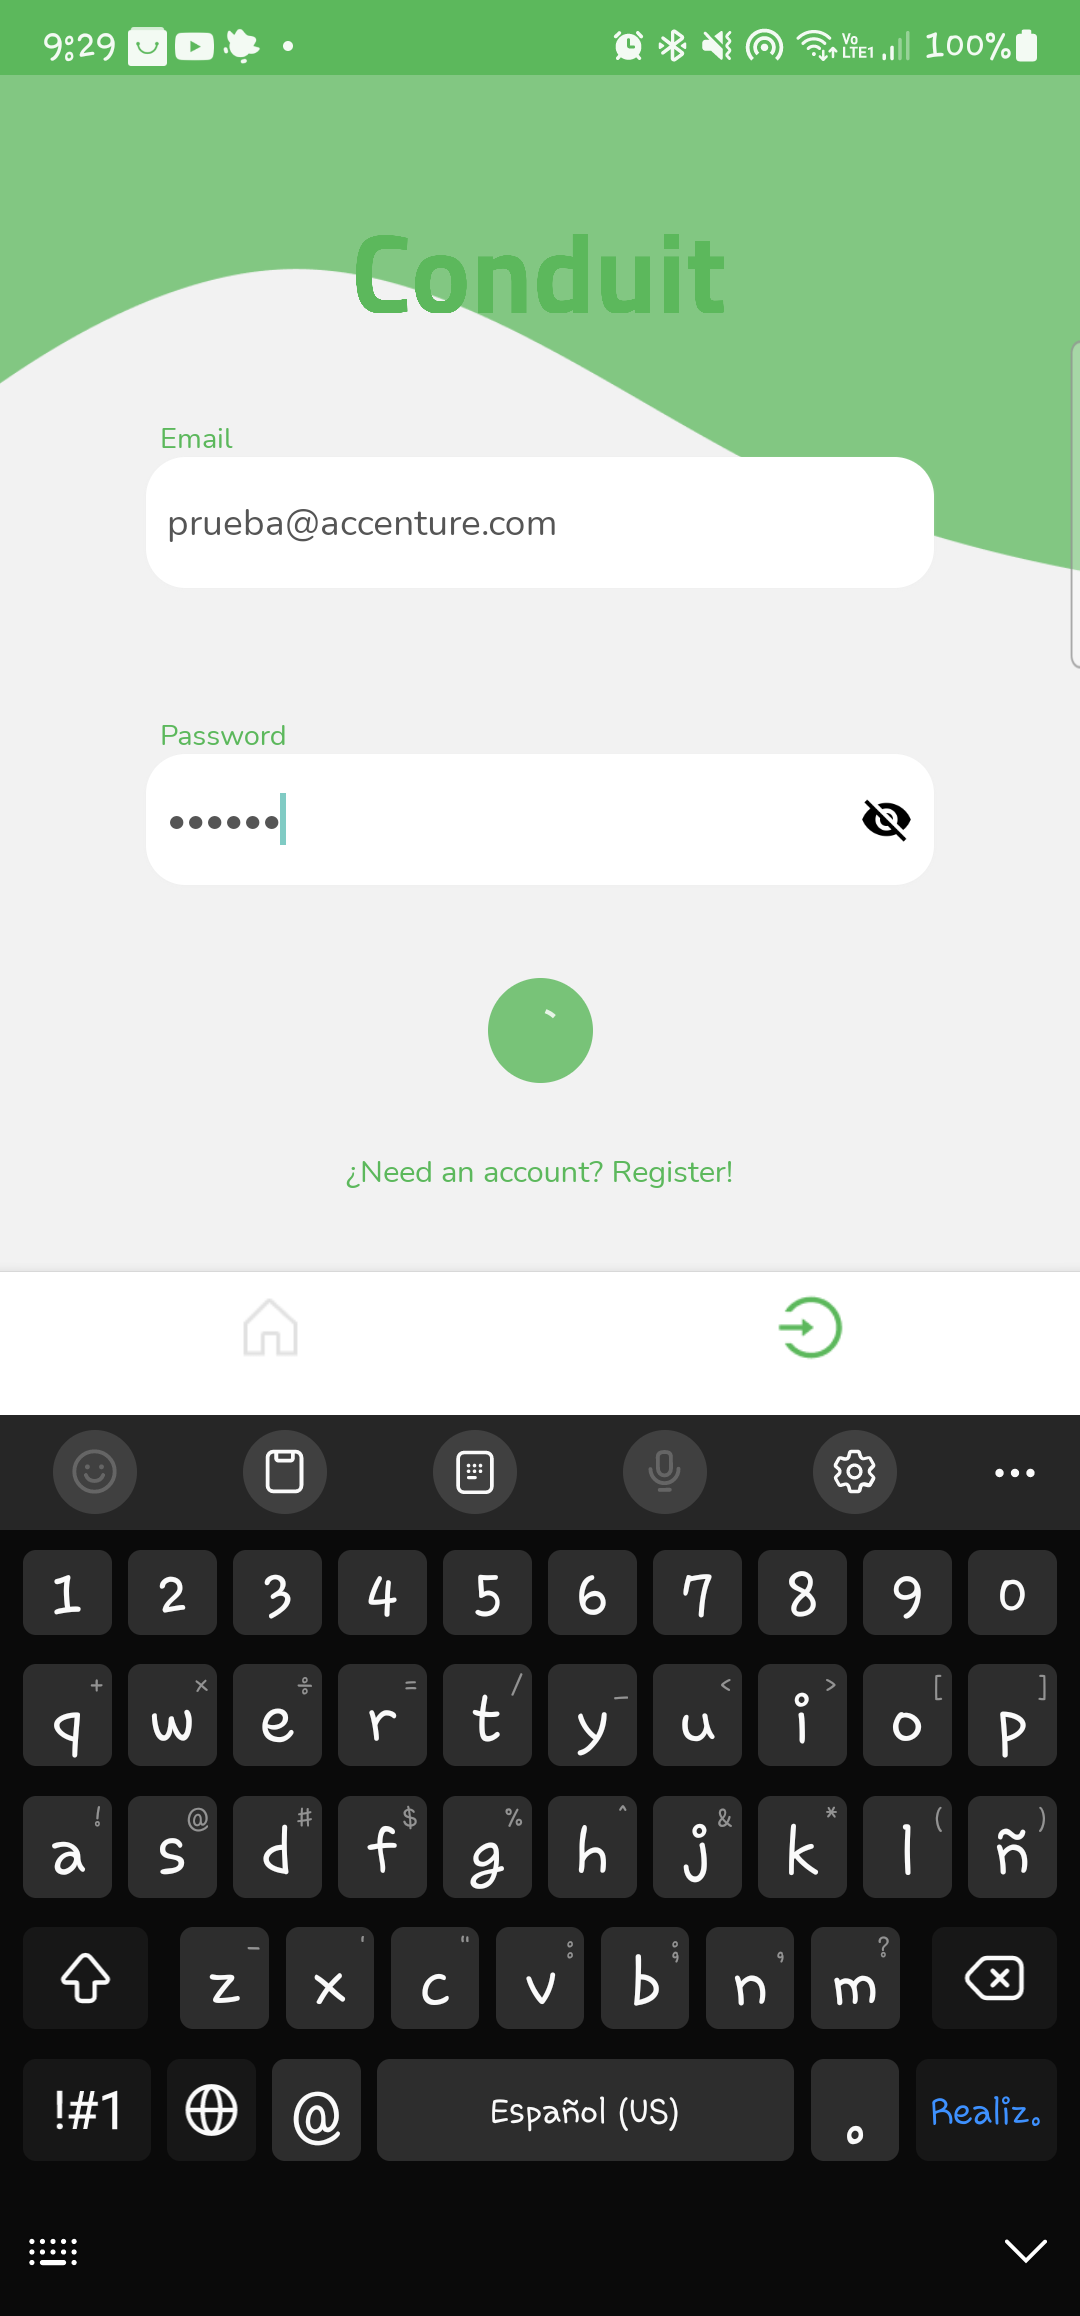 9:29 Vo LTE1 100%
Conduit
Email
prueba@accenture.com
Password
••••••
¿Need an account? Register!
1 2 3 4 5 6 7 8 9 0
+ × ÷ = / _ < > [ ]
q w e r t y u i o p
! @ # $ % ^ & * ( )
a s d f g h j k l ñ
- ' " : ; , ?
z x c v b n m
!#1 @ Español (US) . Realiz.